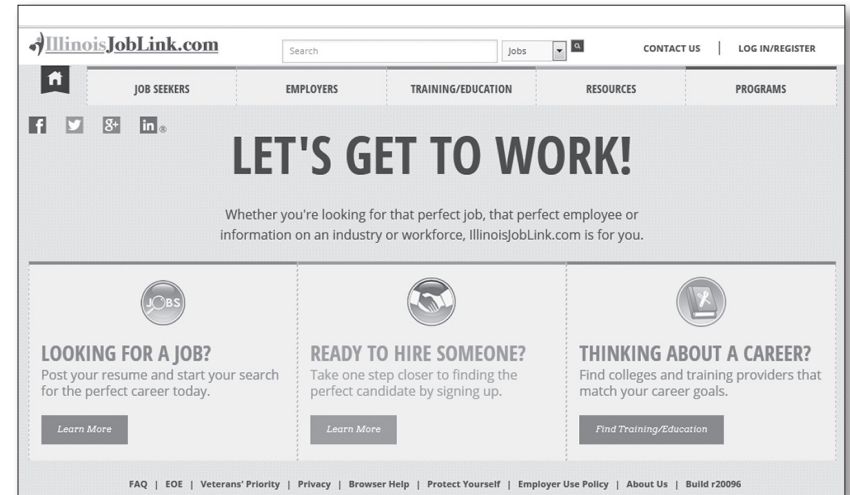 IllinoisJobLink.com
Search
Jobs
CONTACT US | LOG IN/REGISTER
JOB SEEKERS
EMPLOYERS
TRAINING/EDUCATION
RESOURCES
PROGRAMS
f
8+
in ®
LET'S GET TO WORK!
Whether you're looking for that perfect job, that perfect employee or
information on an industry or workforce, IllinoisJobLink.com is for you.
JOBS
LOOKING FOR A JOB?
Post your resume and start your search
for the perfect career today.
Learn More
READY TO HIRE SOMEONE?
Take one step closer to finding the
perfect candidate by signing up.
Learn More
THINKING ABOUT A CAREER?
Find colleges and training providers that
match your career goals.
Find Training/Education
FAQ | EOE | Veterans' Priority | Privacy | Browser Help | Protect Yourself | Employer Use Policy | About Us | Build r20096